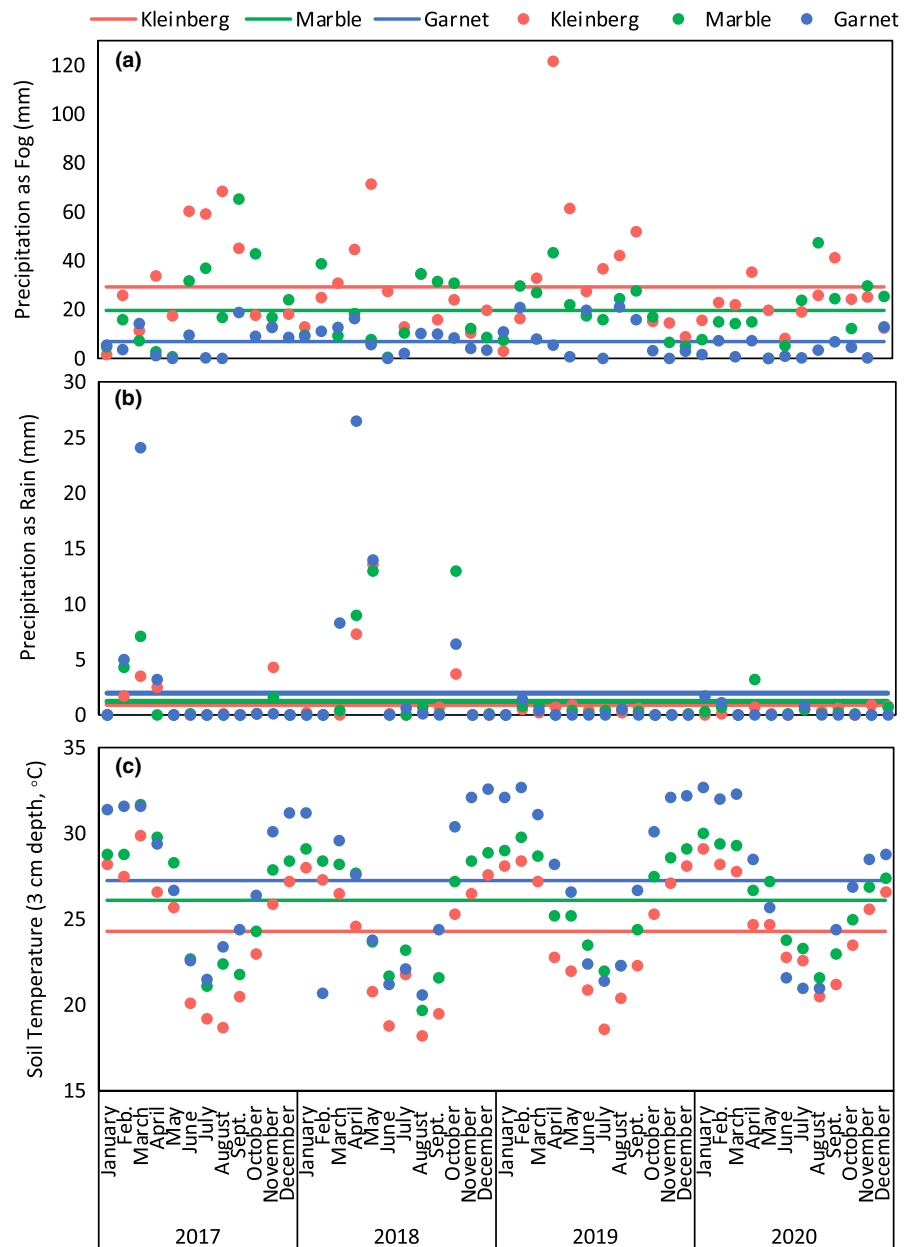 Kleinberg Marble Garnet Kleinberg Marble Garnet
(a)
Precipitation as Fog (mm)
120
100
80
60
40
20
0
(b)
Precipitation as Rain (mm)
30
25
20
15
10
5
0
(c)
Soil Temperature (3 cm depth, °C)
35
30
25
20
15
January
Feb.
March
April
May
June
July
August
Sept.
October
November
December
January
Feb.
March
April
May
June
July
August
Sept.
October
November
December
January
Feb.
March
April
May
June
July
August
Sept.
October
November
December
January
Feb.
March
April
May
June
July
August
Sept.
October
November
December
2017 2018 2019 2020